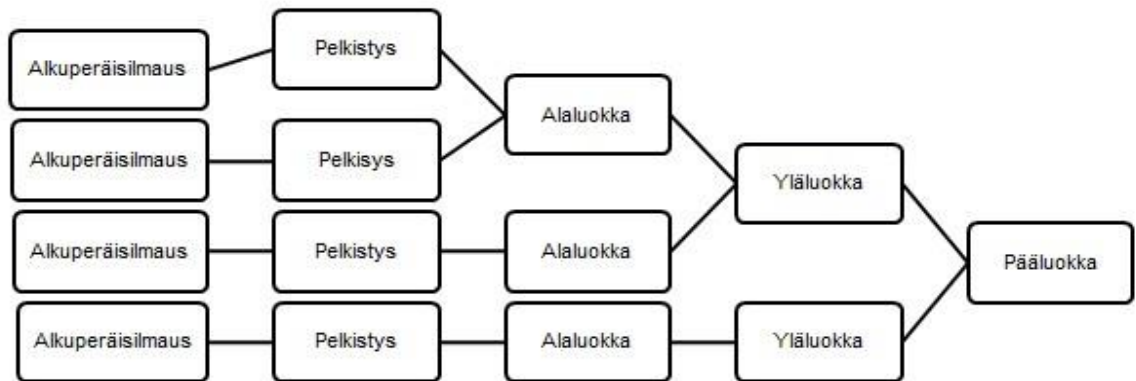 Alkuperäisilmaus
Pelkistys
Alaluokka
Alkuperäisilmaus
Pelkisys
Yläluokka
Alkuperäisilmaus
Pelkistys
Alaluokka
Pääluokka
Alkuperäisilmaus
Pelkistys
Alaluokka
Yläluokka